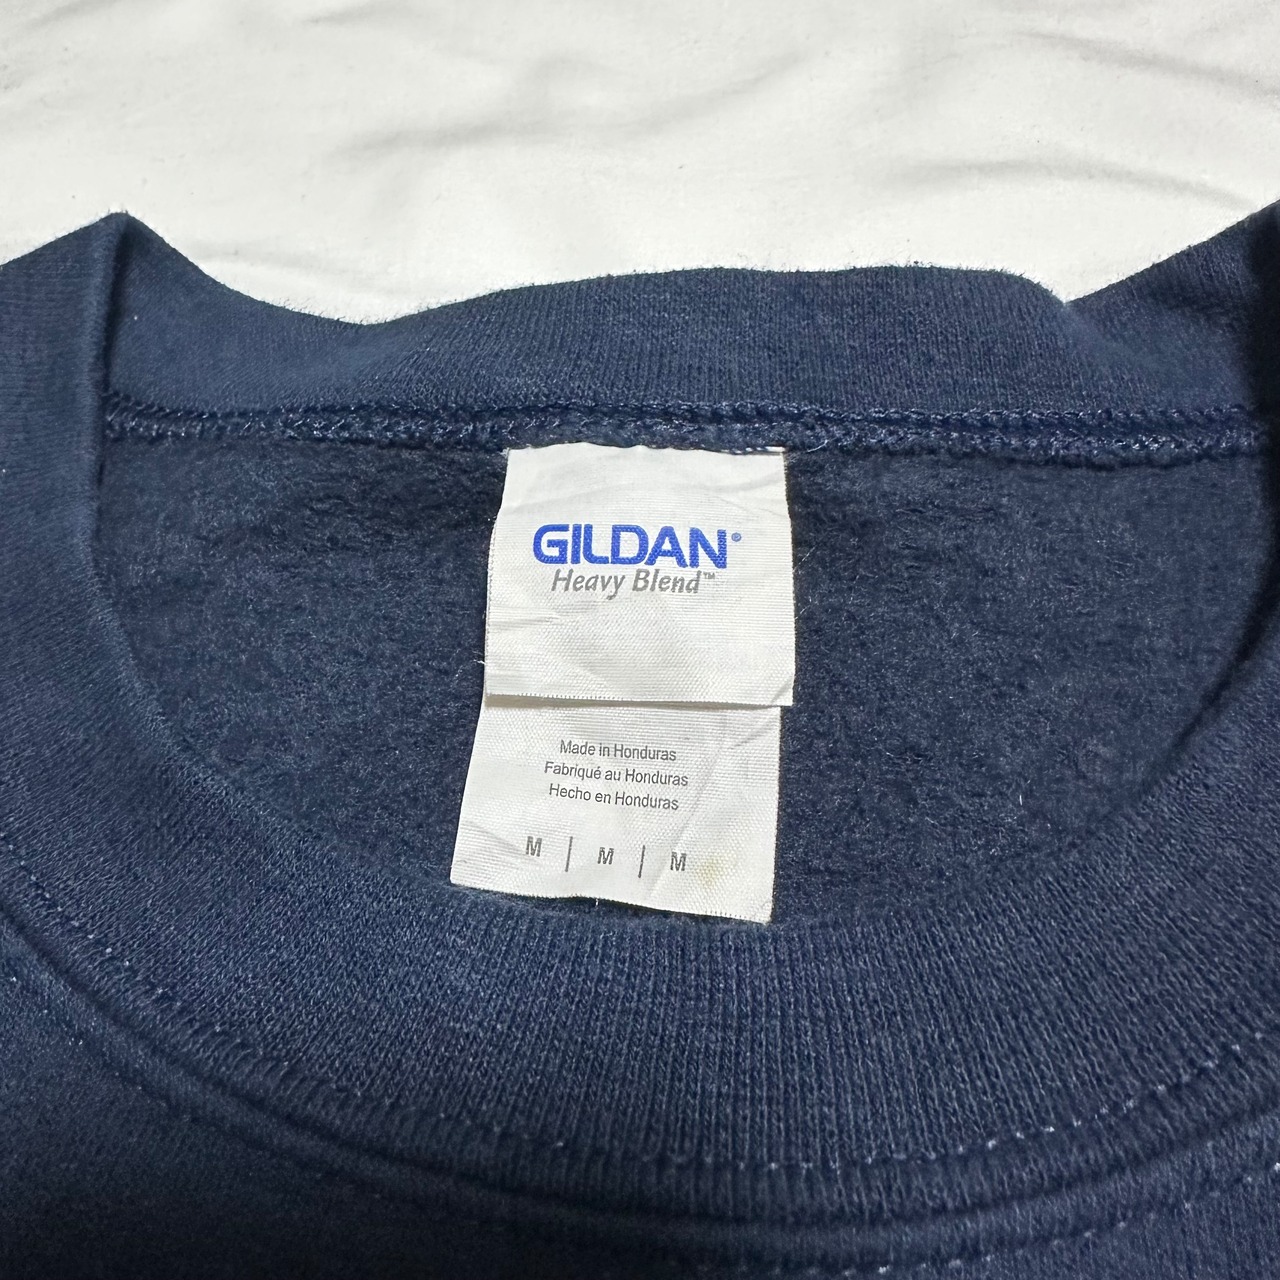 GILDAN®
Heavy Blend™
Made in Honduras
Fabriqué au Honduras
Hecho en Honduras
M | M | M